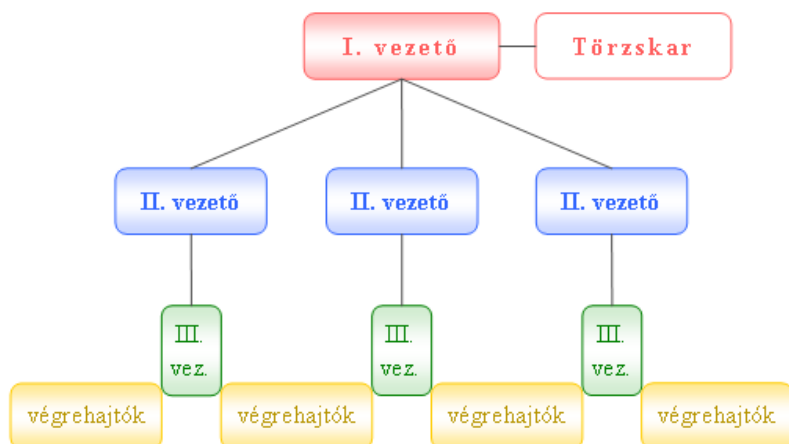 I. vezető
Törzskar
II. vezető
II. vezető
II. vezető
III.
vez.
III.
vez.
III.
vez.
végrehajtók
végrehajtók
végrehajtók
végrehajtók